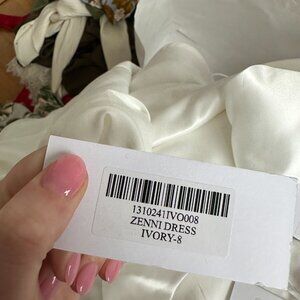 1310241IVO008
ZENNI DRESS
IVORY-8